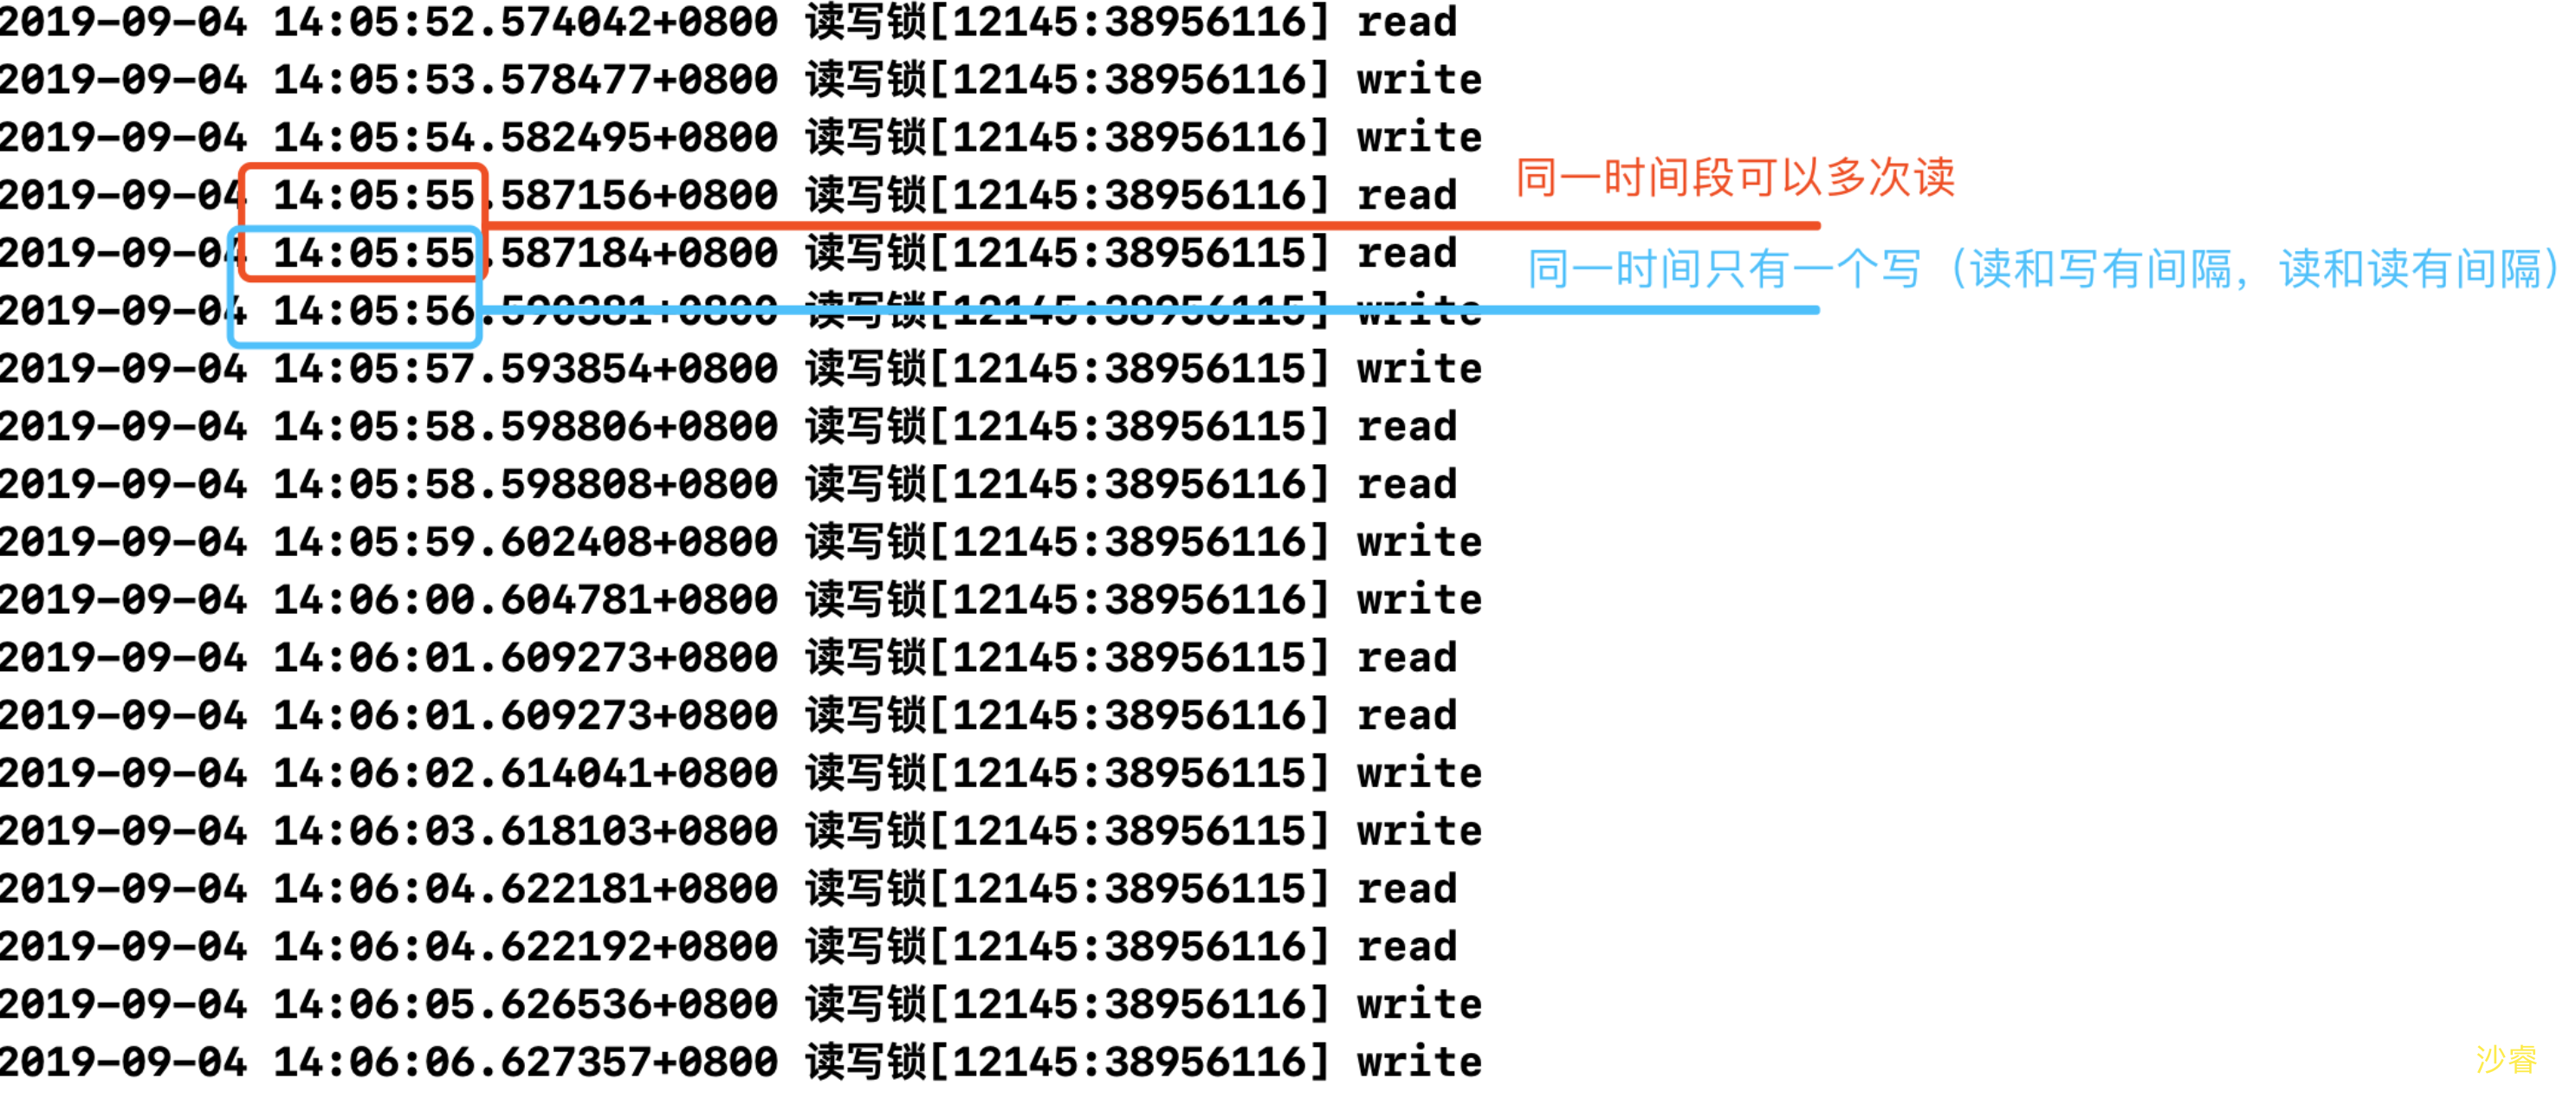 2019-09-04 14:05:52.574042+0800 读写锁[12145:38956116] read
2019-09-04 14:05:53.578477+0800 读写锁[12145:38956116] write
2019-09-04 14:05:54.582495+0800 读写锁[12145:38956116] write
同一时间段可以多次读
2019-09-04 14:05:55.587156+0800 读写锁[12145:38956116] read
2019-09-04 14:05:55.587184+0800 读写锁[12145:38956115] read
同一时间只有一个写（读和写有间隔，读和读有间隔）
2019-09-04 14:05:56.590381+0800 读写锁[12145:38956115] write
2019-09-04 14:05:57.593854+0800 读写锁[12145:38956115] write
2019-09-04 14:05:58.598806+0800 读写锁[12145:38956115] read
2019-09-04 14:05:58.598808+0800 读写锁[12145:38956116] read
2019-09-04 14:05:59.602408+0800 读写锁[12145:38956116] write
2019-09-04 14:06:00.604781+0800 读写锁[12145:38956116] write
2019-09-04 14:06:01.609273+0800 读写锁[12145:38956115] read
2019-09-04 14:06:01.609273+0800 读写锁[12145:38956116] read
2019-09-04 14:06:02.614041+0800 读写锁[12145:38956115] write
2019-09-04 14:06:03.618103+0800 读写锁[12145:38956115] write
2019-09-04 14:06:04.622181+0800 读写锁[12145:38956115] read
2019-09-04 14:06:04.622192+0800 读写锁[12145:38956116] read
2019-09-04 14:06:05.626536+0800 读写锁[12145:38956116] write
2019-09-04 14:06:06.627357+0800 读写锁[12145:38956116] write
沙睿